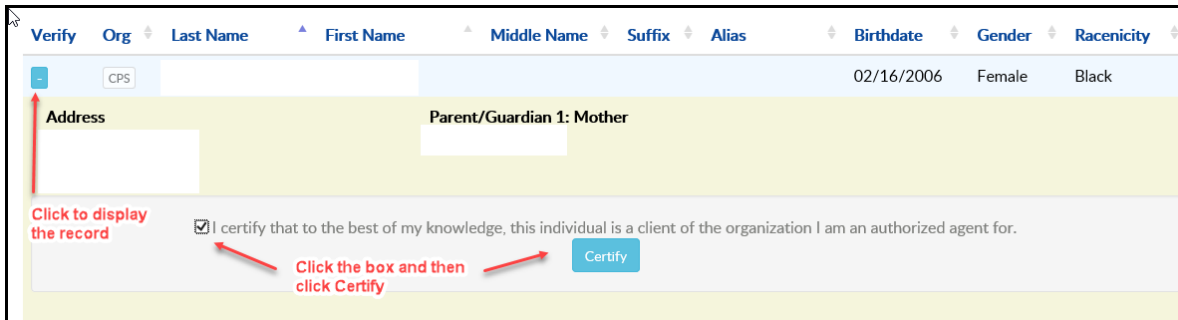 Verify Org Last Name First Name Middle Name Suffix Alias Birthdate Gender Racenicity
- CPS 02/16/2006 Female Black
Address Parent/Guardian 1: Mother
Click to display
the record
I certify that to the best of my knowledge, this individual is a client of the organization I am an authorized agent for.
Certify
Click the box and then
click Certify